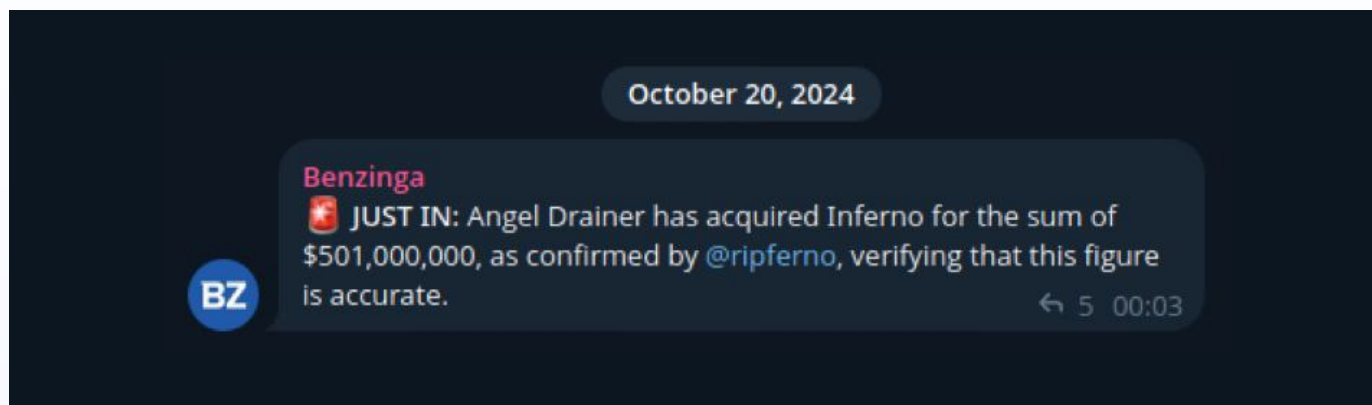 October 20, 2024
Benzinga
🚨 JUST IN: Angel Drainer has acquired Inferno for the sum of
$501,000,000, as confirmed by @ripferno, verifying that this figure
is accurate.
5 00:03
BZ